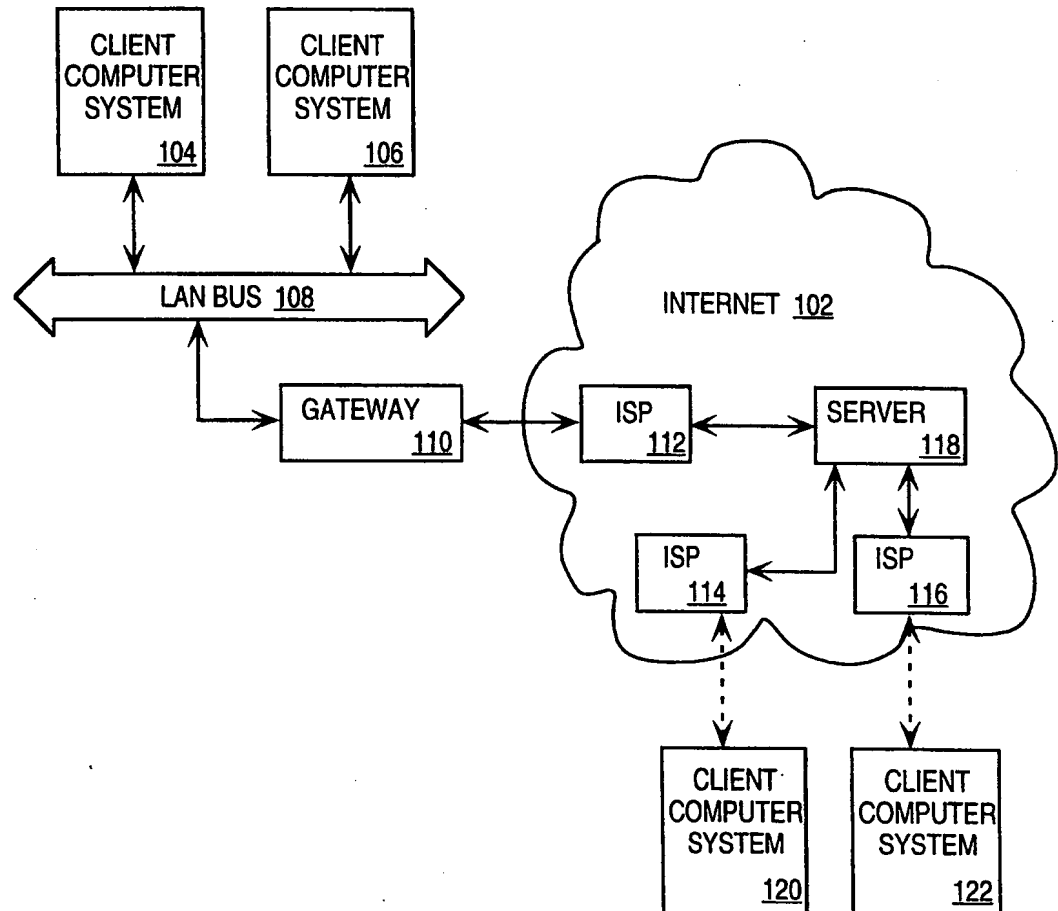 CLIENT
COMPUTER
SYSTEM
104
CLIENT
COMPUTER
SYSTEM
106
LAN BUS 108
INTERNET 102
GATEWAY
110
ISP
112
SERVER
118
ISP
114
ISP
116
CLIENT
COMPUTER
SYSTEM
120
CLIENT
COMPUTER
SYSTEM
122